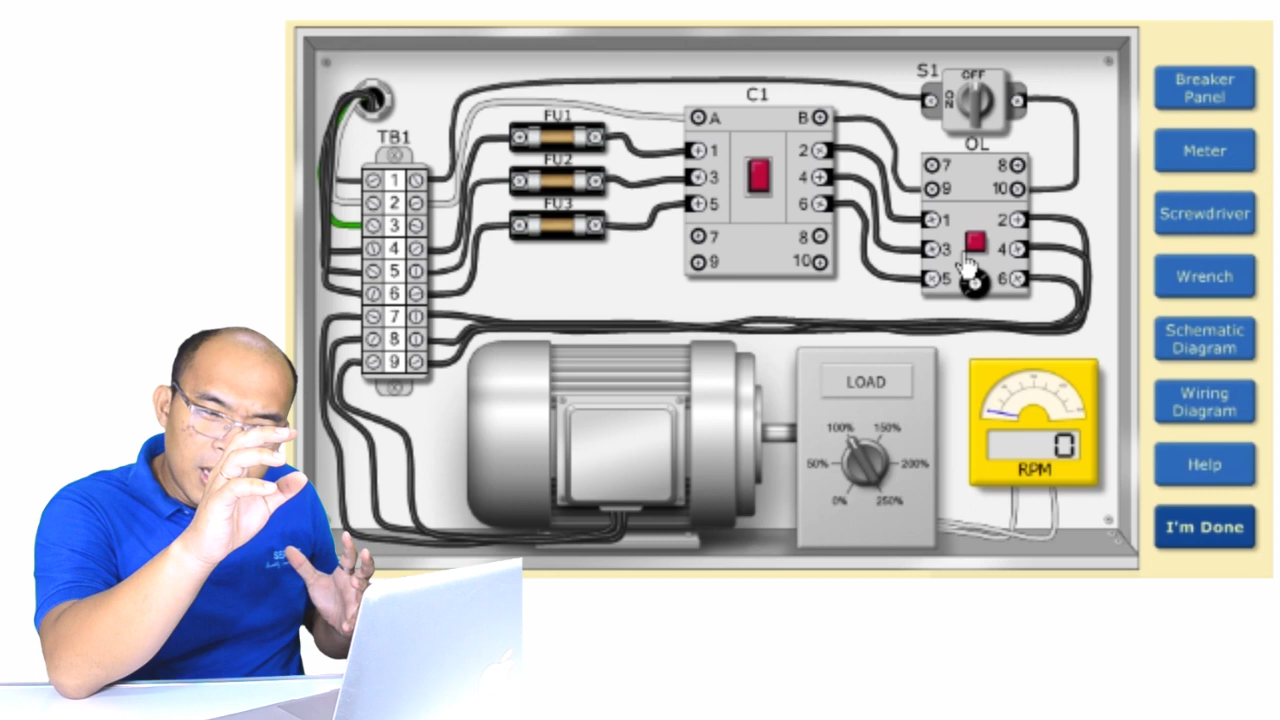 Breaker
Panel
Meter
Screwdriver
Wrench
Schematic
Diagram
Wiring
Diagram
Help
I'm Done
S1
OFF
ON
C1
A
B
1
2
3
4
5
6
7
8
9
10
OL
7
8
9
10
1
2
3
4
5
6
FU1
FU2
FU3
TB1
1
2
3
4
5
6
7
8
9
LOAD
100%
150%
50%
200%
0%
250%
0
RPM